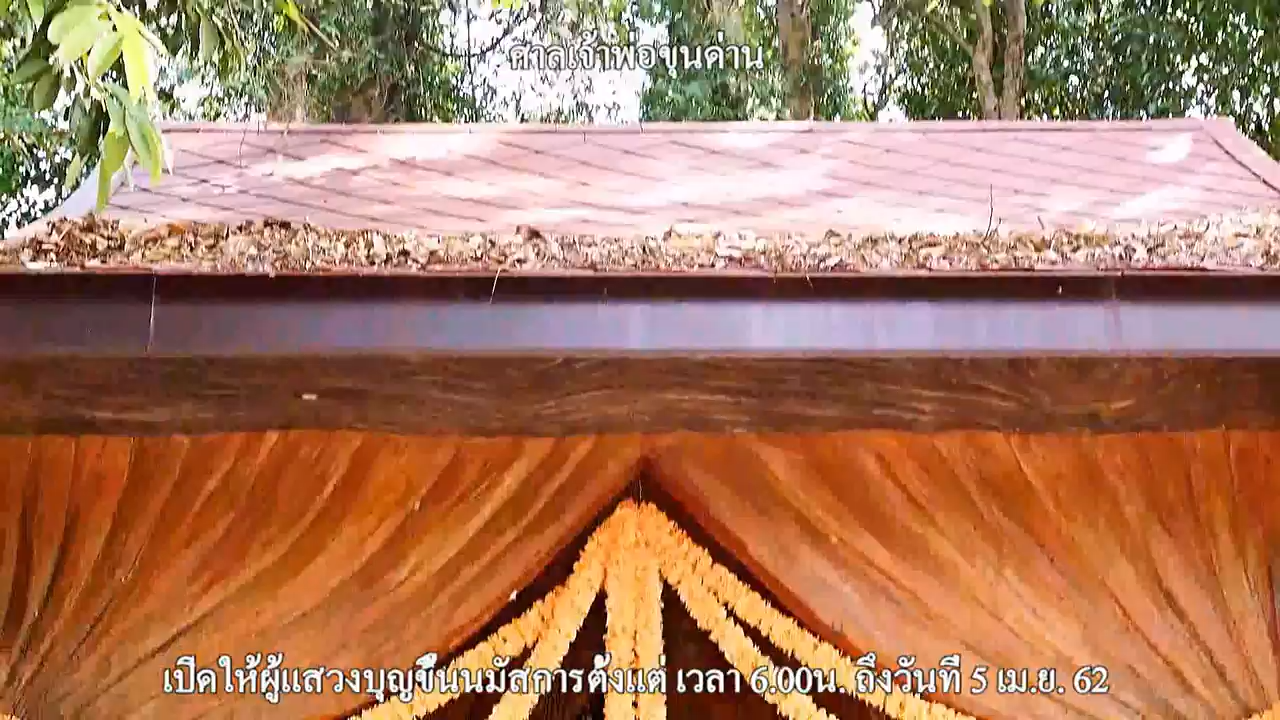 ศาลเจ้าพ่อขุนด่าน
เปิดให้ผู้แสวงบุญขึ้นนมัสการตั้งแต่ เวลา 6.00น. ถึงวันที่ 5 เม.ย. 62